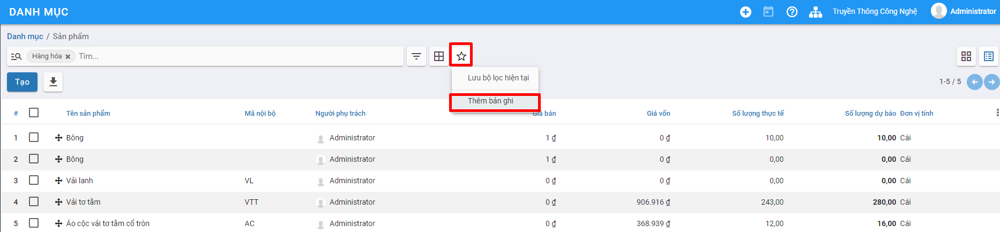 DANH MỤC
Truyền Thông Công Nghệ
Administrator
Danh mục / Sản phẩm
Hàng hóa × Tìm...
Lưu bộ lọc hiện tại
Tạo
1-5 / 5
Thêm bản ghi
# Tên sản phẩm Mã nội bộ Người phụ trách Giá bán Giá vốn Số lượng thực tế Số lượng dự báo Đơn vị tính
1 Bông Administrator 1 ₫ 0 ₫ 10,00 10,00 Cái
2 Bông Administrator 1 ₫ 0 ₫ 0,00 0,00 Cái
3 Vải lanh VL Administrator 0 ₫ 0 ₫ 0,00 0,00 Cái
4 Vải tơ tằm VTT Administrator 0 ₫ 906.916 ₫ 243,00 280,00 Cái
5 Áo cộc vải tơ tằm cổ tròn AC Administrator 0 ₫ 368.939 ₫ 12,00 16,00 Cái